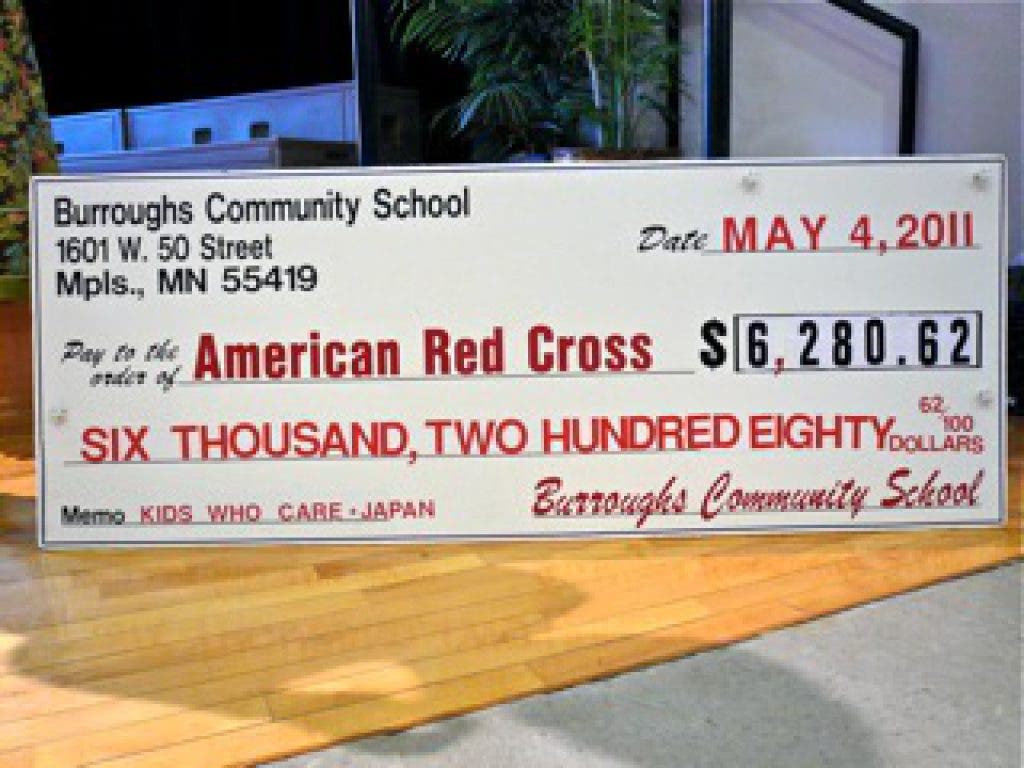 Burroughs Community School
1601 W. 50 Street
Mpls., MN 55419
Date MAY 4, 2011
Pay to the order of American Red Cross $6,280.62
SIX THOUSAND, TWO HUNDRED EIGHTY 62/100 DOLLARS
Memo KIDS WHO CARE - JAPAN
Burroughs Community School